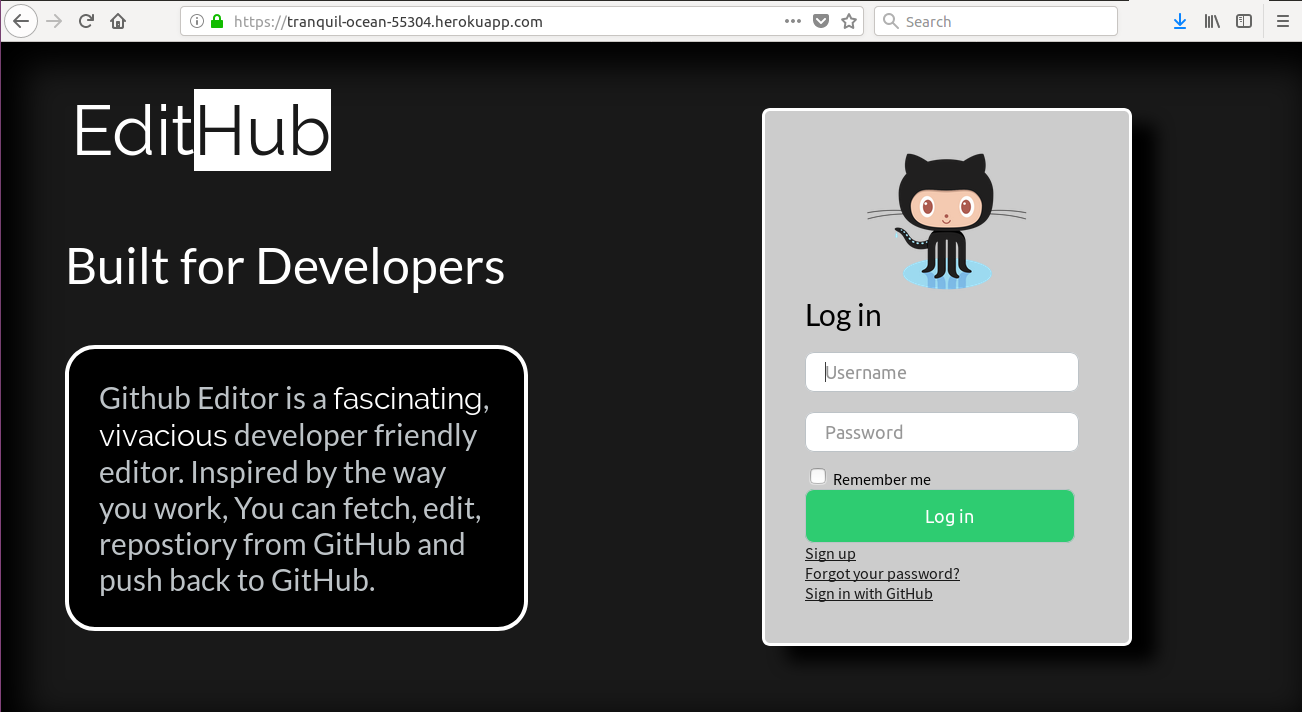 https://tranquil-ocean-55304.herokuapp.com
Search
EditHub
Built for Developers
Github Editor is a fascinating,
vivacious developer friendly
editor. Inspired by the way
you work, You can fetch, edit,
repostiory from GitHub and
push back to GitHub.
Log in
Username
Password
Remember me
Log in
Sign up
Forgot your password?
Sign in with GitHub